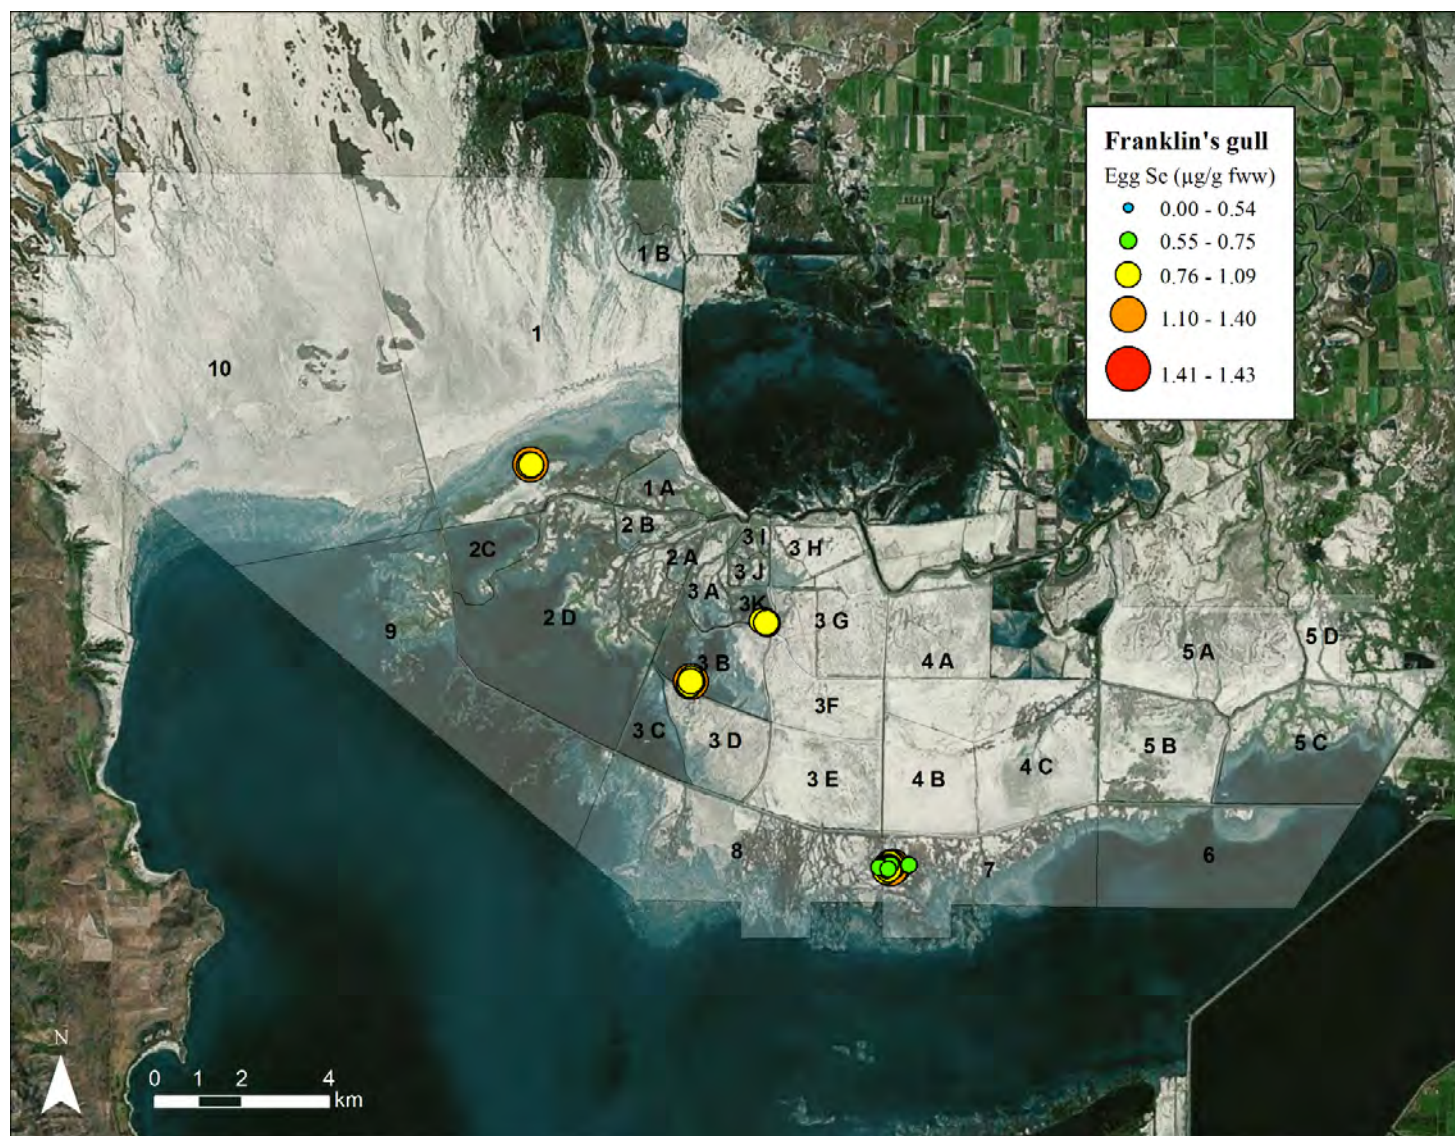 Franklin's gull
Egg Se (µg/g fww)
0.00 - 0.54
0.55 - 0.75
0.76 - 1.09
1.10 - 1.40
1.41 - 1.43
1 B
1
10
1 A
2 B
2C
2 A
3 I
3 H
3 J
3 A
3K
3 G
2 D
9
3 B
4 A
5 A
5 D
3F
3 C
3 D
5 B
5 C
3 E
4 B
4 C
8
7
6
N
0 1 2 4
km